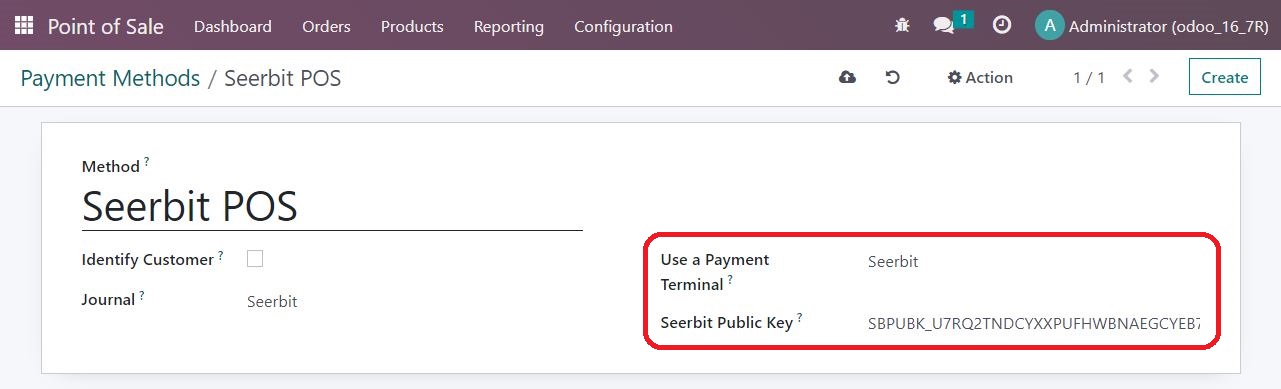 Point of Sale Dashboard Orders Products Reporting Configuration 1 A Administrator (odoo_16_7R)
Payment Methods / Seerbit POS Action 1 / 1 Create
Method ?
Seerbit POS
Identify Customer ?
Journal ? Seerbit
Use a Payment
Terminal ?
Seerbit
Seerbit Public Key ? SBPUBK_U7RQ2TNDCYXXPUFHWBNAEGCYEB7